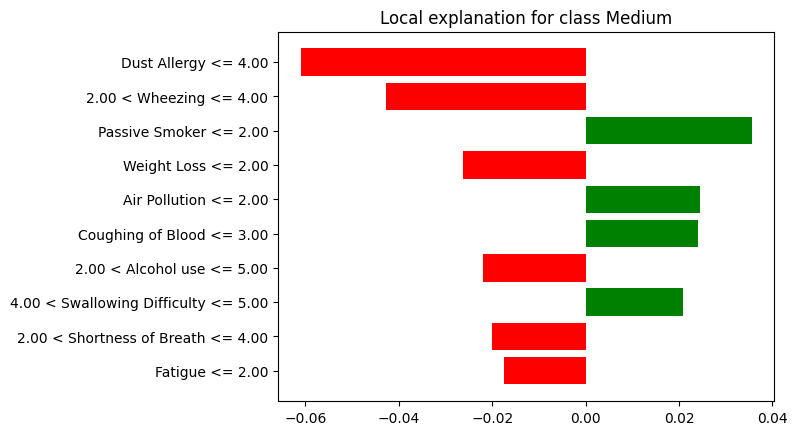 Local explanation for class Medium
Dust Allergy <= 4.00
2.00 < Wheezing <= 4.00
Passive Smoker <= 2.00
Weight Loss <= 2.00
Air Pollution <= 2.00
Coughing of Blood <= 3.00
2.00 < Alcohol use <= 5.00
4.00 < Swallowing Difficulty <= 5.00
2.00 < Shortness of Breath <= 4.00
Fatigue <= 2.00
−0.06 −0.04 −0.02 0.00 0.02 0.04